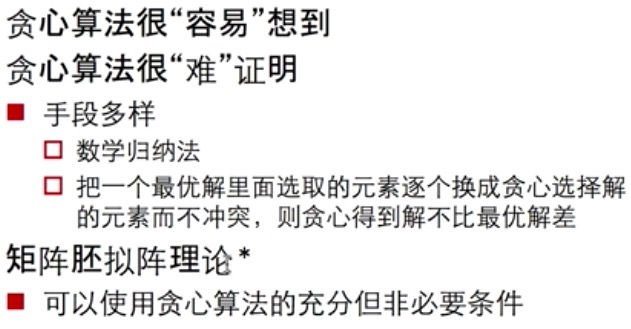 贪心算法很“容易”想到
贪心算法很“难”证明
手段多样
数学归纳法
把一个最优解里面选取的元素逐个换成贪心选择解
的元素而不冲突，则贪心得到解不比最优解差
矩阵胚拟阵理论*
可以使用贪心算法的充分但非必要条件